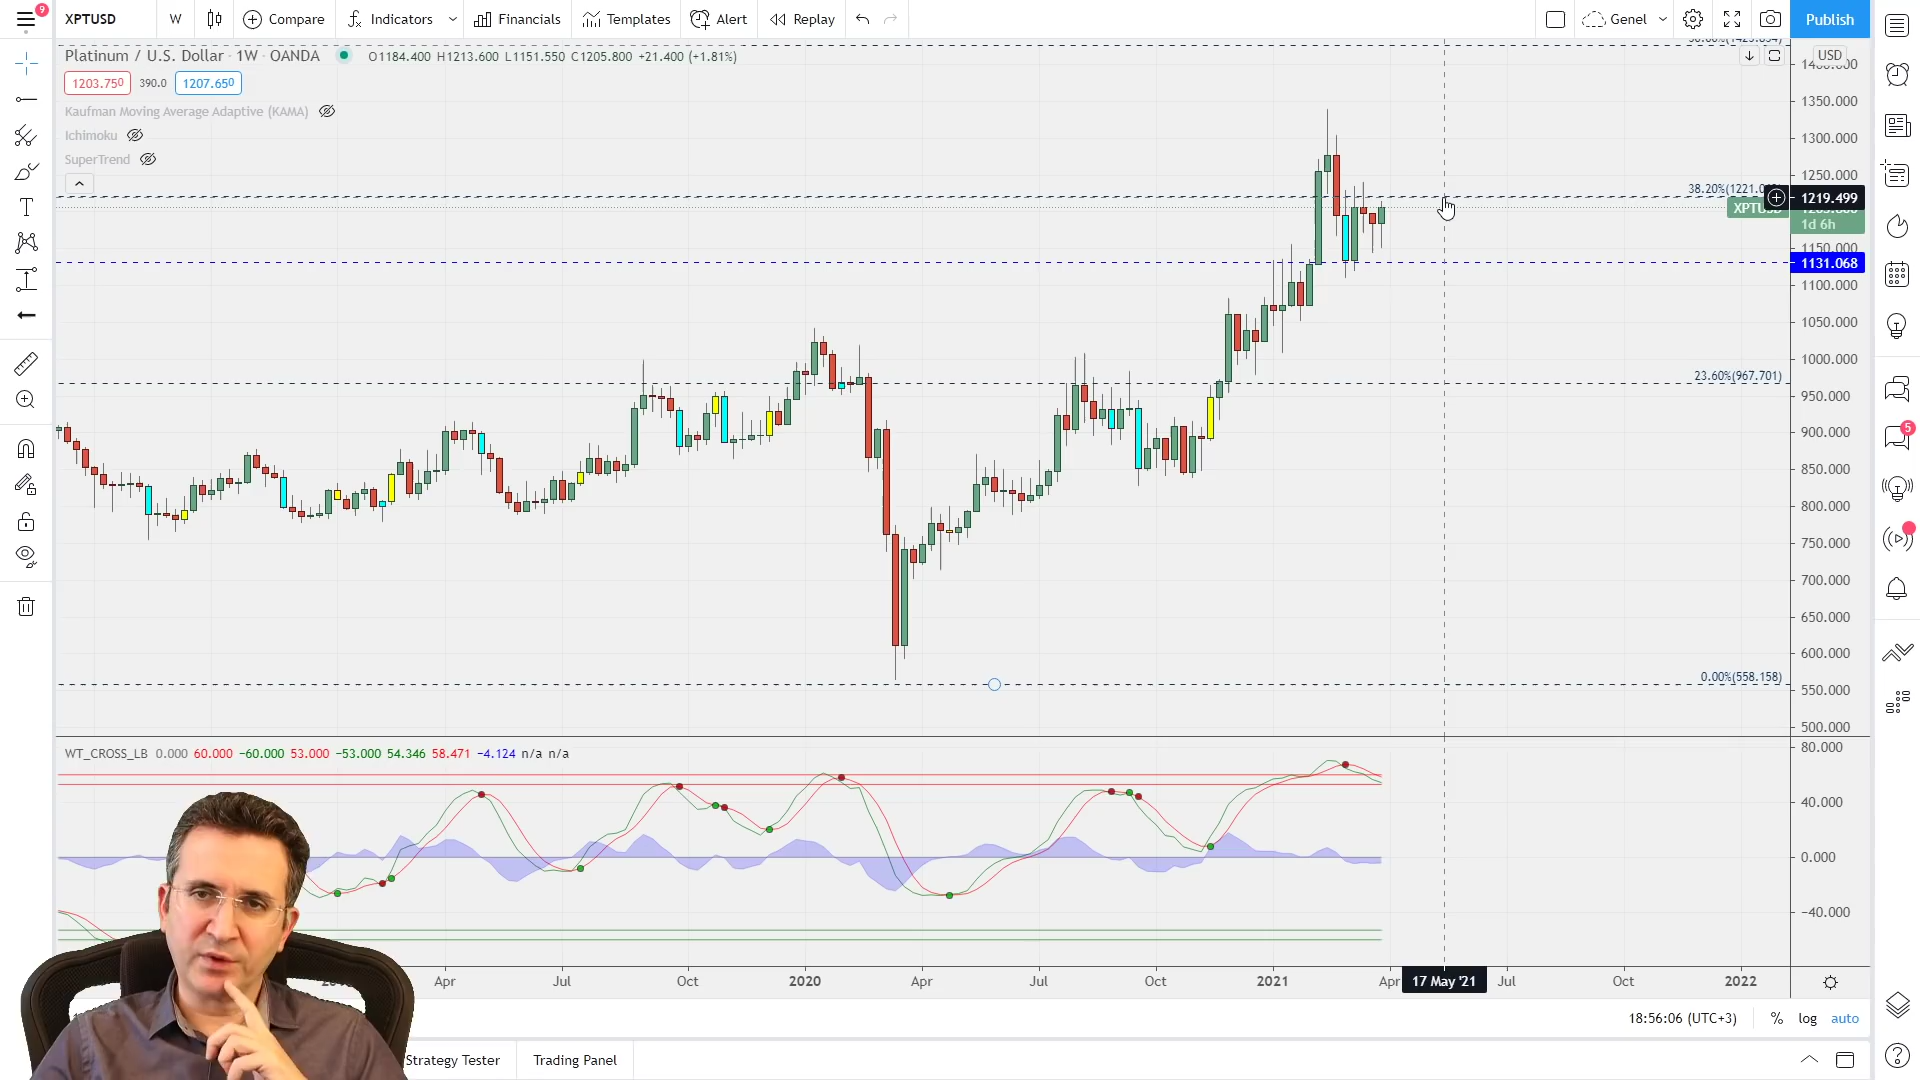 9
XPTUSD
W
Compare
Indicators
Financials
Templates
Alert
Replay
Genel
Publish
Platinum / U.S. Dollar · 1W · OANDA
O1184.400 H1213.600 L1151.550 C1205.800 +21.400 (+1.81%)
1203.750 390.0 1207.650
Kaufman Moving Average Adaptive (KAMA)
Ichimoku
SuperTrend
USD
1350.000
1300.000
1250.000
38.20%(1221.0
1219.499
XPTUSD
1d 6h
1150.000
1131.068
1100.000
1050.000
1000.000
23.60%(967.701)
950.000
900.000
850.000
800.000
750.000
700.000
650.000
600.000
0.00%(558.158)
550.000
500.000
5
WT_CROSS_LB 0.000 60.000 −60.000 53.000 −53.000 54.346 58.471 −4.124 n/a n/a
80.000
40.000
0.000
−40.000
Apr
Jul
Oct
2020
Apr
Jul
Oct
2021
Apr
17 May '21
Jul
Oct
2022
18:56:06 (UTC+3)
%
log
auto
Strategy Tester
Trading Panel